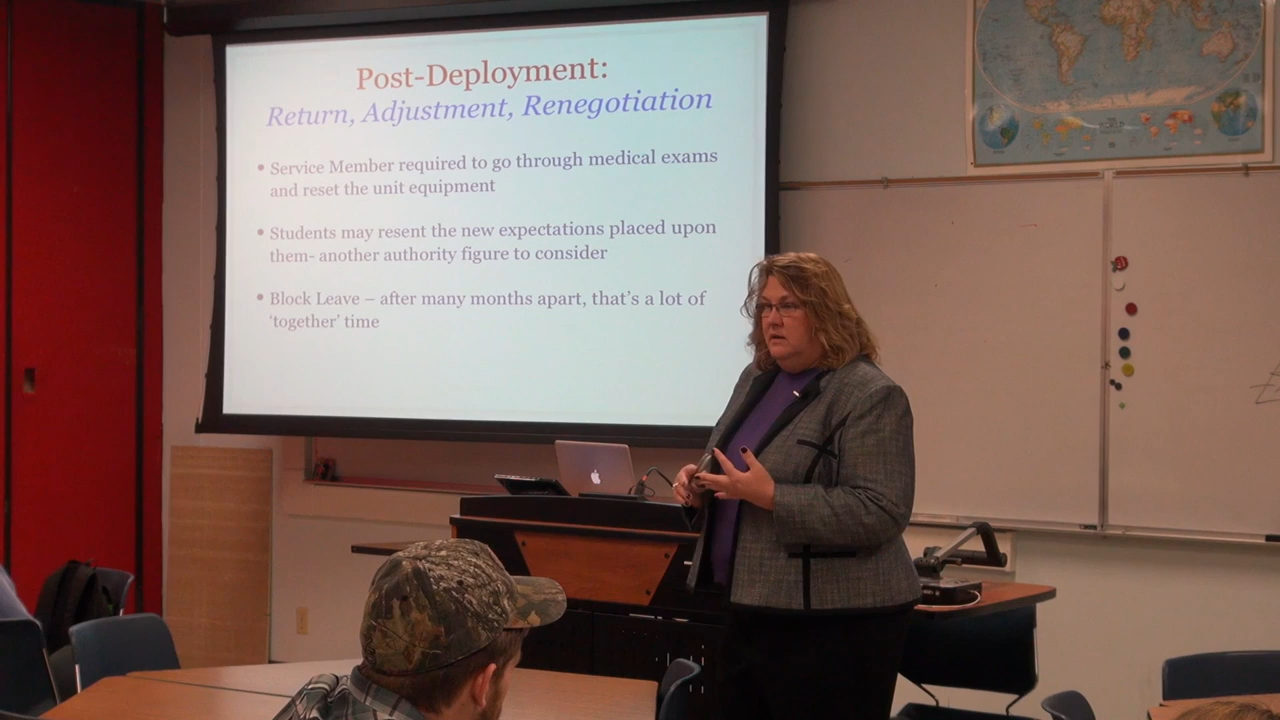 Post-Deployment:
Return, Adjustment, Renegotiation
• Service Member required to go through medical exams
and reset the unit equipment
• Students may resent the new expectations placed upon
them- another authority figure to consider
• Block Leave – after many months apart, that's a lot of
'together' time
WORLD